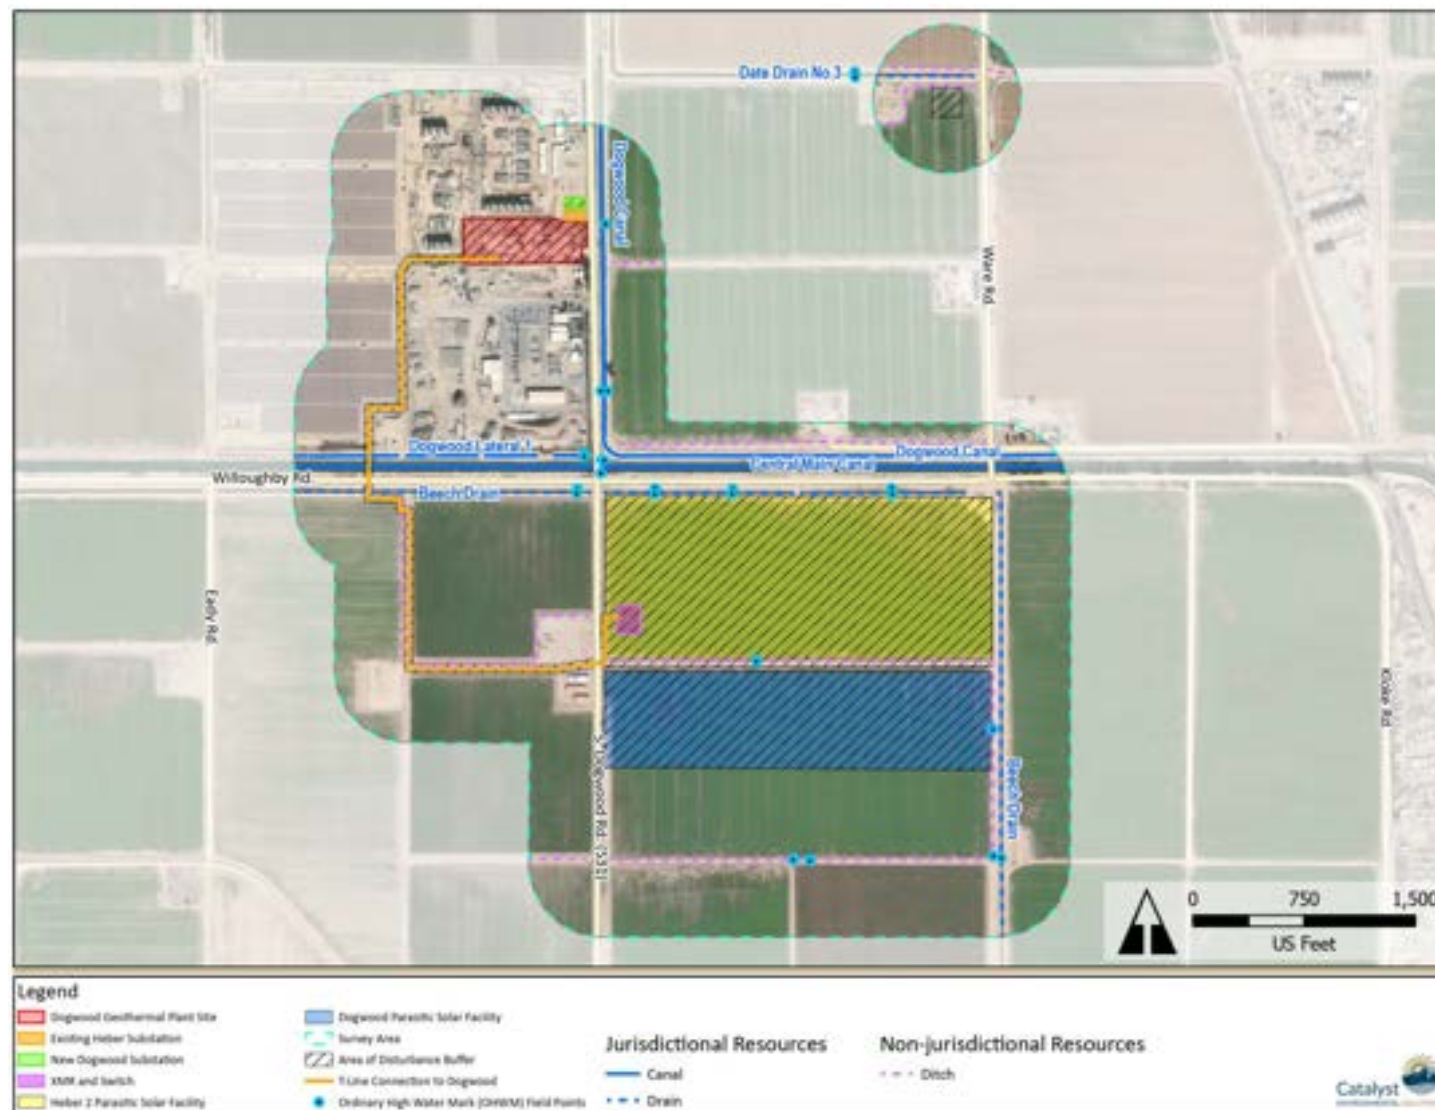 Date Drain No.3
Dogwood Canal
Ware Rd.
Dogwood Lateral 1
Dogwood Canal
Central Main Canal
Willoughby Rd.
Beech Drain
Eady Rd.
S. Dogwood Rd. (S31)
Beech Drain
0 750 1,500
US Feet
Legend
Dogwood Geothermal Plant Site
Existing Heber Substation
New Dogwood Substation
XMR and Switch
Heber 2 Parasitic Solar Facility
Dogwood Parasitic Solar Facility
Survey Area
Area of Disturbance Buffer
T-Line Connection to Dogwood
Ordinary High Water Mark (OHWM) Field Points
Jurisdictional Resources
Canal
Drain
Non-jurisdictional Resources
Ditch
Catalyst